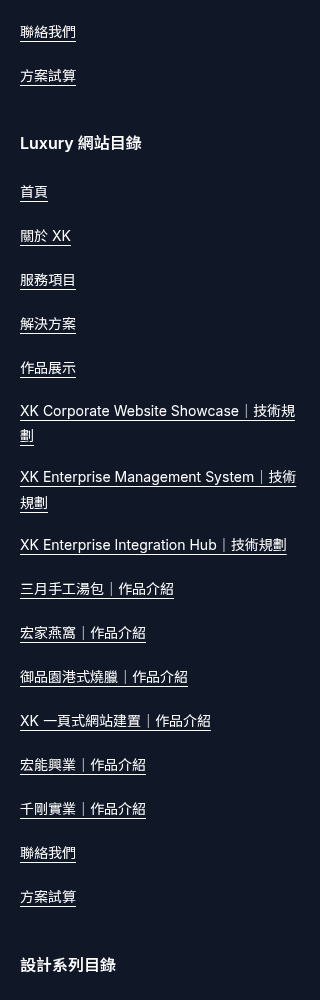 聯絡我們
方案試算
Luxury 網站目錄
首頁
關於 XK
服務項目
解決方案
作品展示
XK Corporate Website Showcase｜技術規
劃
XK Enterprise Management System｜技術
規劃
XK Enterprise Integration Hub｜技術規劃
三月手工湯包｜作品介紹
宏家燕窩｜作品介紹
御品園港式燒臘｜作品介紹
XK 一頁式網站建置｜作品介紹
宏能興業｜作品介紹
千剛實業｜作品介紹
聯絡我們
方案試算
設計系列目錄